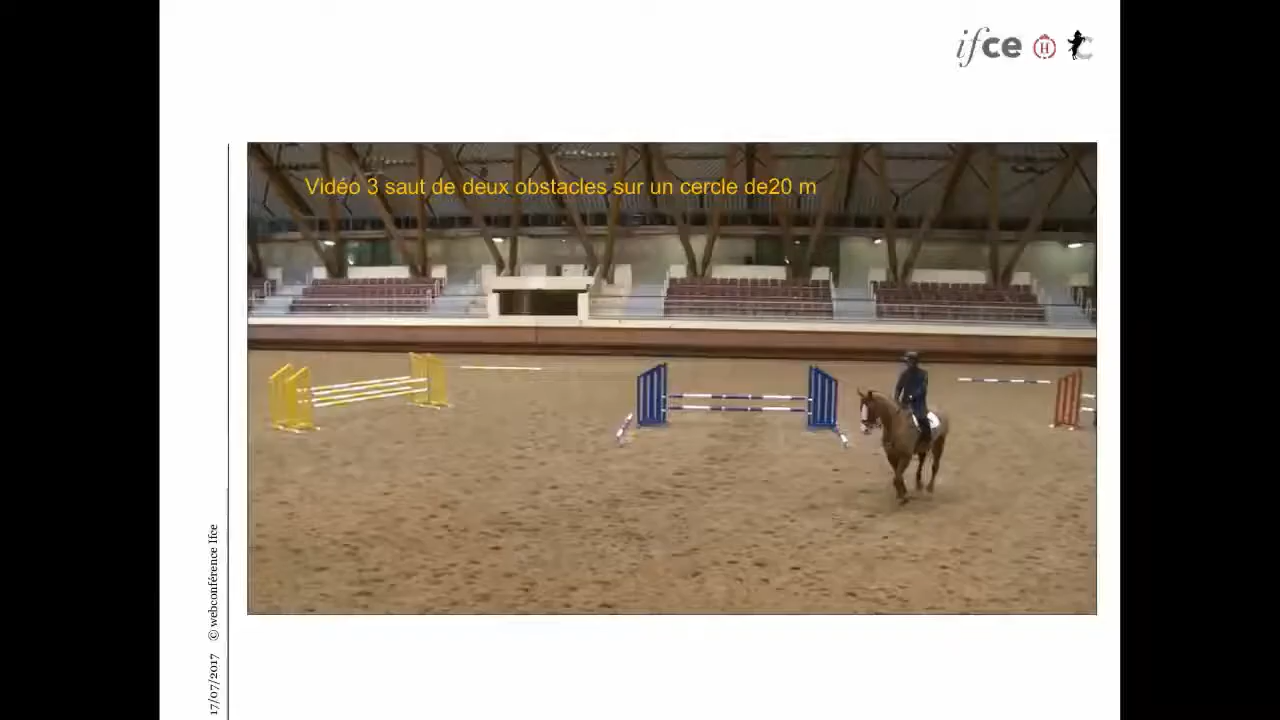 ifce H C
Vidéo 3 saut de deux obstacles sur un cercle de20 m
17/07/2017 © webconférence Ifce